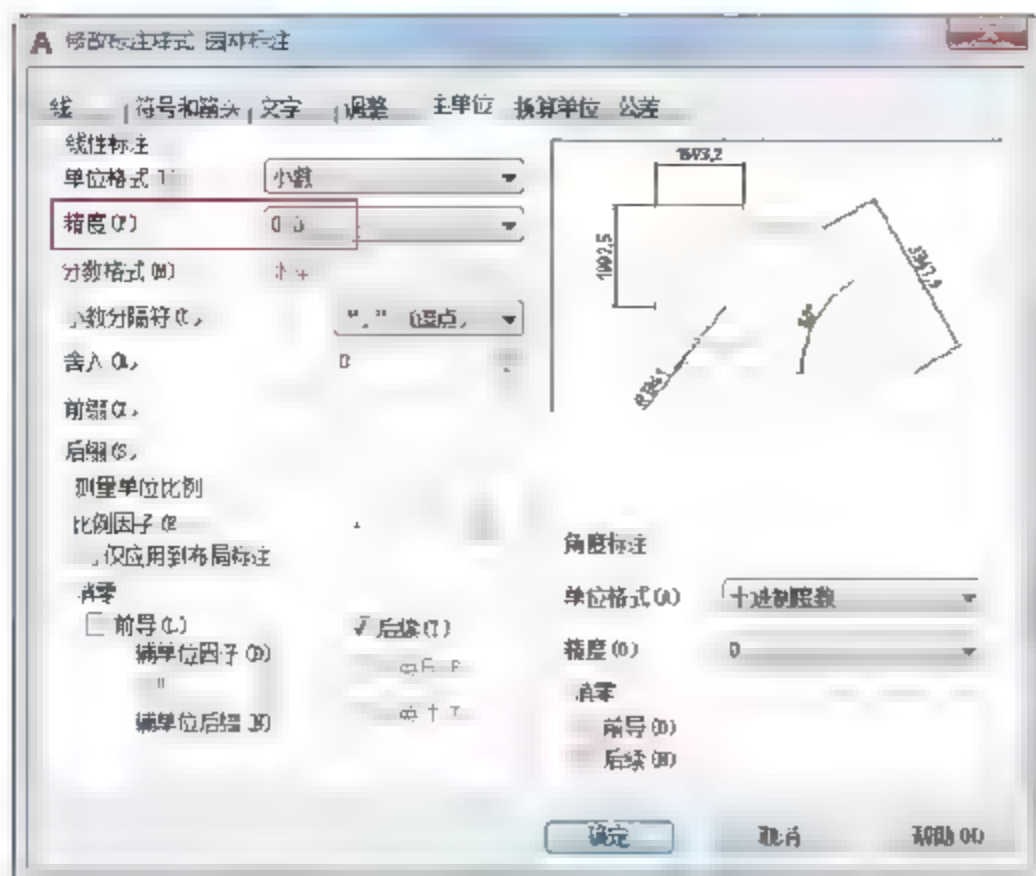 修改标注样式 园林标注
线 符号和箭头 文字 调整 主单位 换算单位 公差
线性标注
单位格式
小数
精度(P)
分数格式(M)
小数分隔符
"," (逗点)
舍入
0
前缀
后缀
测量单位比例
比例因子
仅应用到布局标注
消零
前导(L)
后续(T)
辅单位因子(B)
辅单位后缀
1693,2
1992,5
角度标注
单位格式(A)
十进制度数
精度(O)
0
消零
前导(D)
后续(N)
确定
取消
帮助(H)